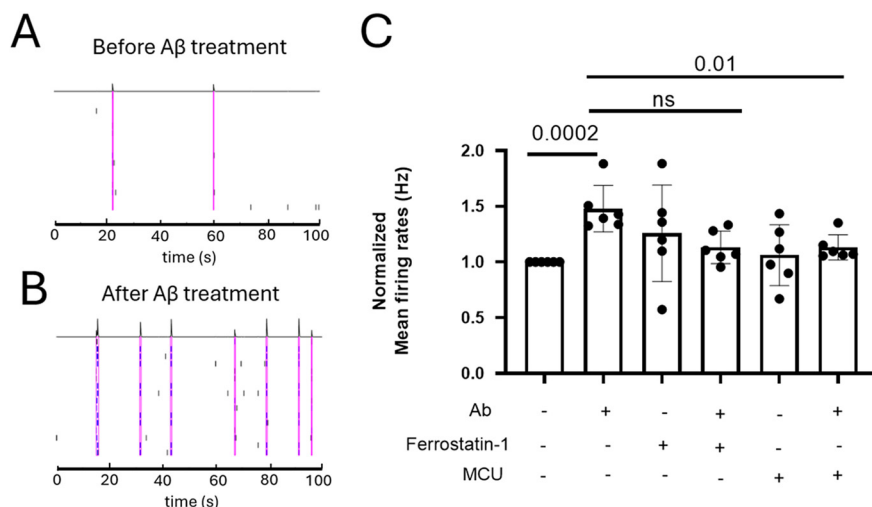 A
Before Aβ treatment
0 20 40 60 80 100
time (s)
B
After Aβ treatment
0 20 40 60 80 100
time (s)
C
0.01
ns
0.0002
Normalized
Mean firing rates (Hz)
2.0
1.5
1.0
0.5
0.0
Ab - + - + - +
Ferrostatin-1 - - + + - -
MCU - - - - + +